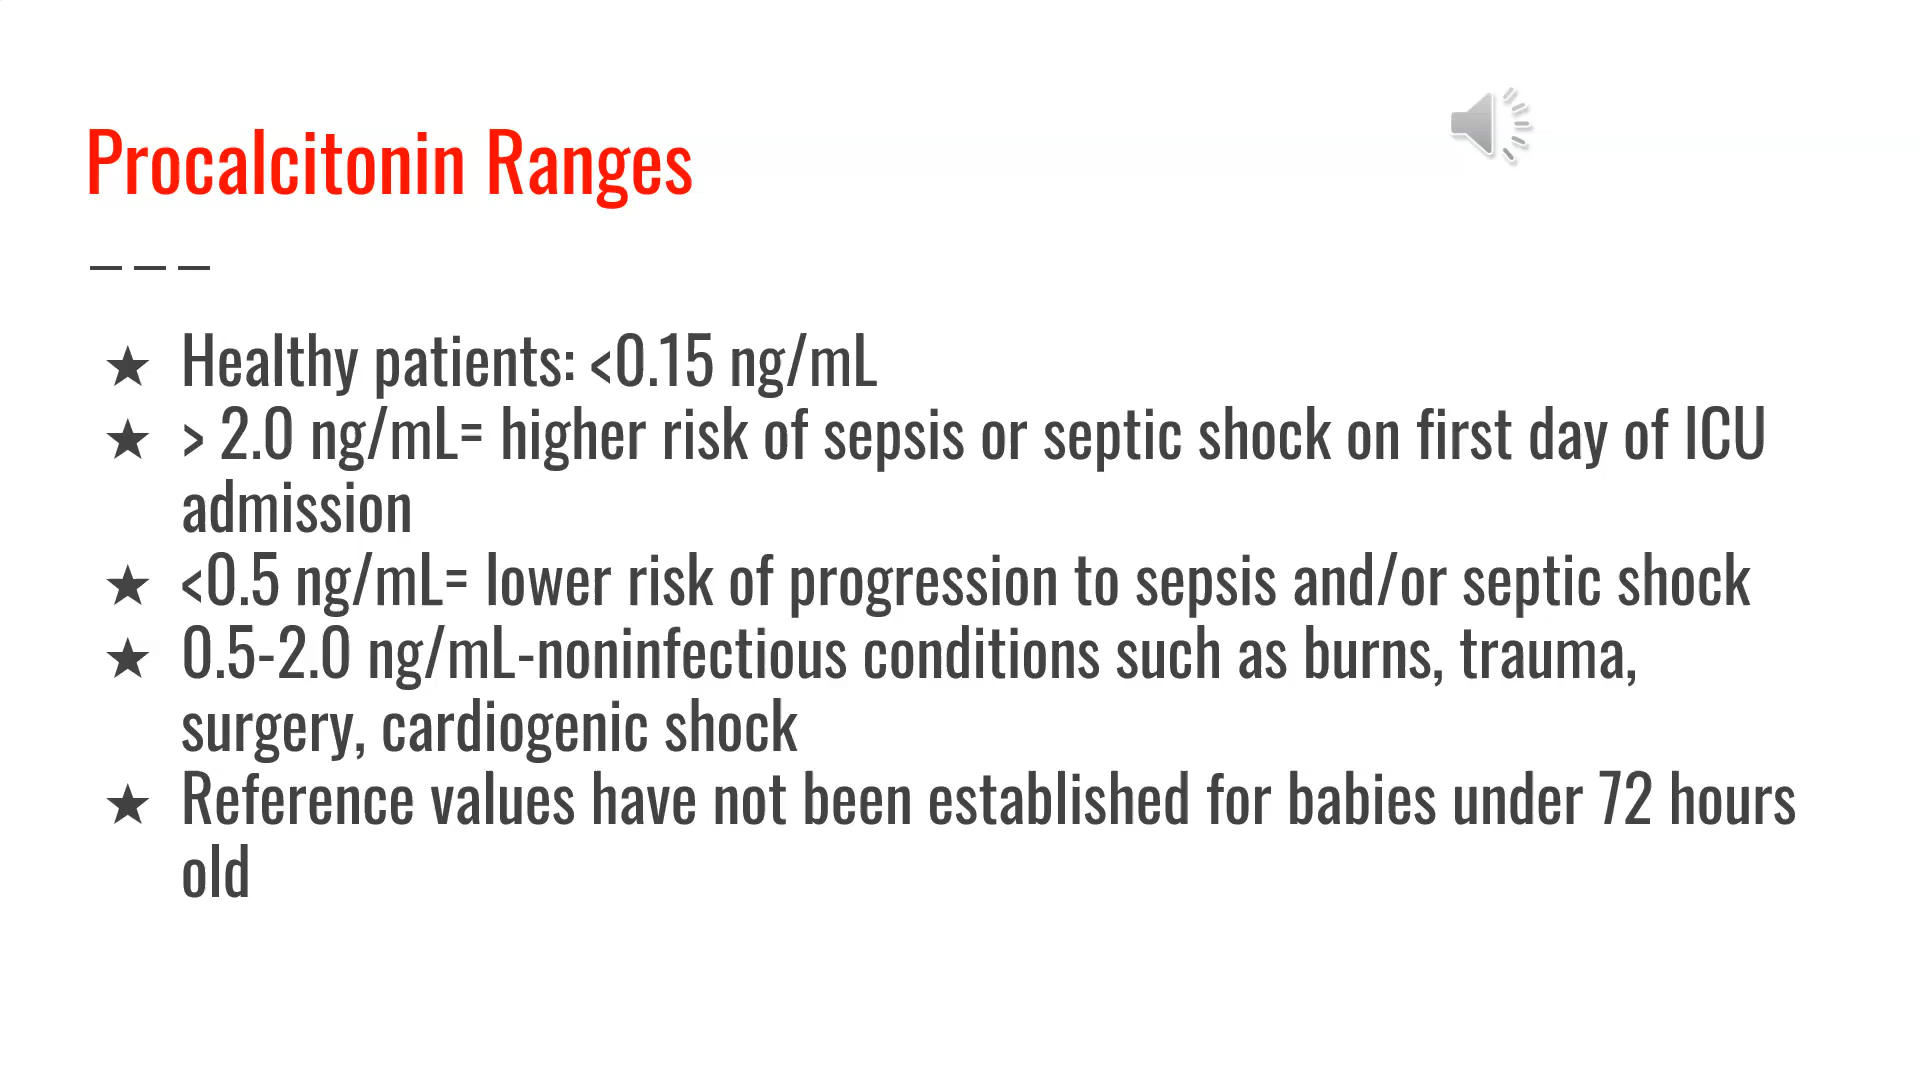 Procalcitonin Ranges
★ Healthy patients: <0.15 ng/mL
★ > 2.0 ng/mL= higher risk of sepsis or septic shock on first day of ICU
admission
★ <0.5 ng/mL= lower risk of progression to sepsis and/or septic shock
★ 0.5-2.0 ng/mL-noninfectious conditions such as burns, trauma,
surgery, cardiogenic shock
★ Reference values have not been established for babies under 72 hours
old